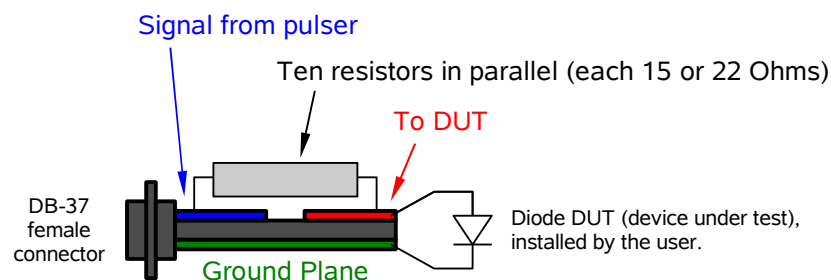 Signal from pulser
Ten resistors in parallel (each 15 or 22 Ohms)
To DUT
DB-37
female
connector
Diode DUT (device under test),
installed by the user.
Ground Plane